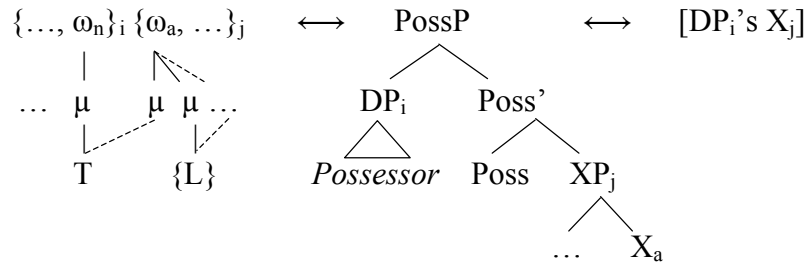 {…, ωₙ}ᵢ {ωₐ, …}ⱼ ↔ PossP ↔ [DPᵢ’s Xⱼ]
… μ μ μ … DPᵢ Poss’
T {L} Possessor Poss XPⱼ
… Xₐ